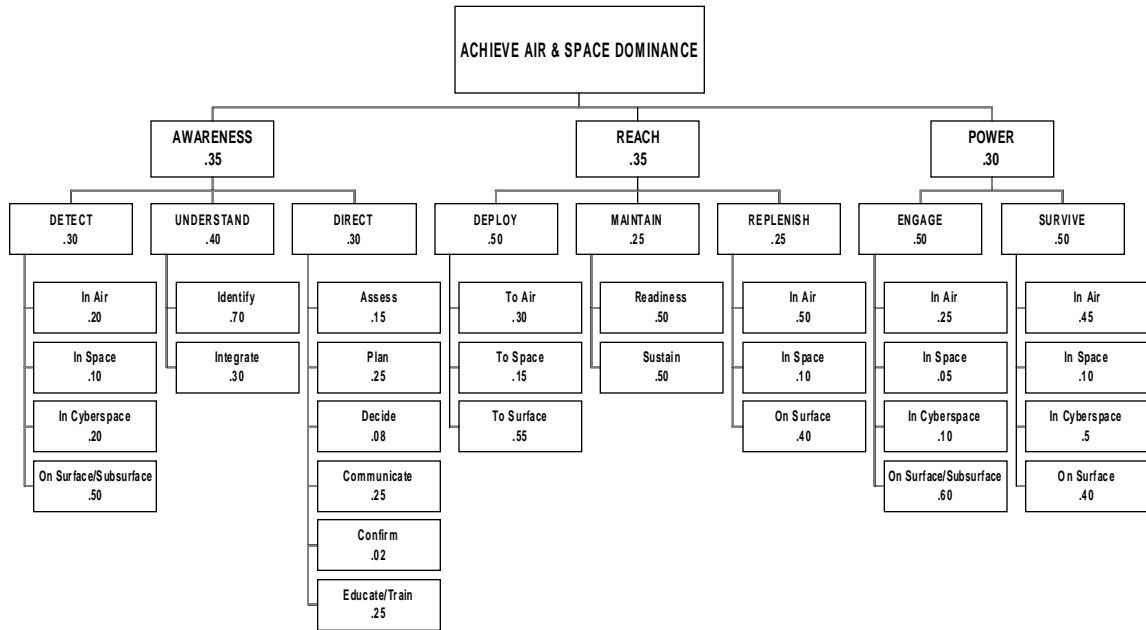 ACHIEVE AIR & SPACE DOMINANCE
AWARENESS
.35
REACH
.35
POWER
.30
DETECT
.30
UNDERSTAND
.40
DIRECT
.30
DEPLOY
.50
MAINTAIN
.25
REPLENISH
.25
ENGAGE
.50
SURVIVE
.50
In Air
.20
In Space
.10
In Cyberspace
.20
On Surface/Subsurface
.50
Identify
.70
Integrate
.30
Assess
.15
Plan
.25
Decide
.08
Communicate
.25
Confirm
.02
Educate/Train
.25
To Air
.30
To Space
.15
To Surface
.55
Readiness
.50
Sustain
.50
In Air
.50
In Space
.10
On Surface
.40
In Air
.25
In Space
.05
In Cyberspace
.10
On Surface/Subsurface
.60
In Air
.45
In Space
.10
In Cyberspace
.5
On Surface
.40